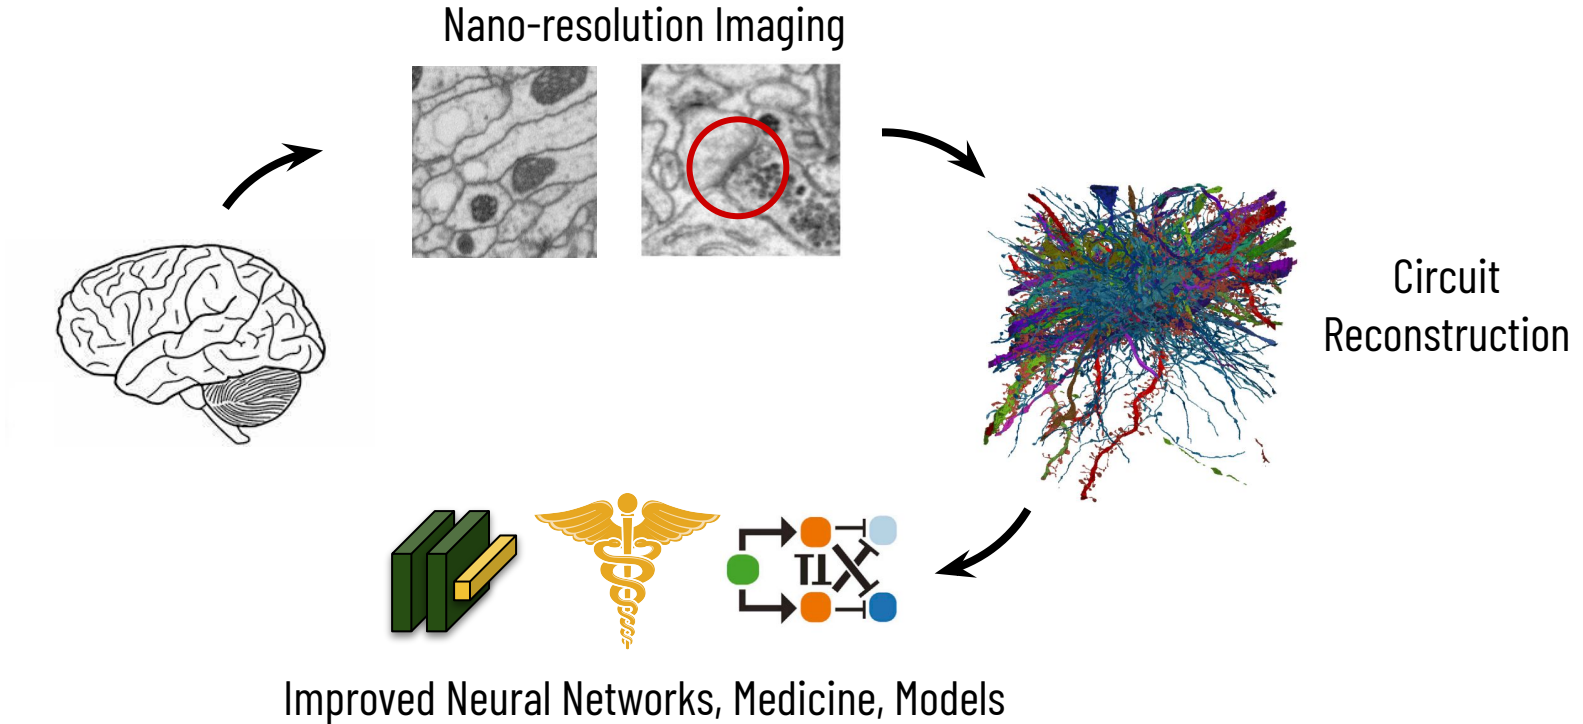 Nano-resolution Imaging
Circuit
Reconstruction
Improved Neural Networks, Medicine, Models